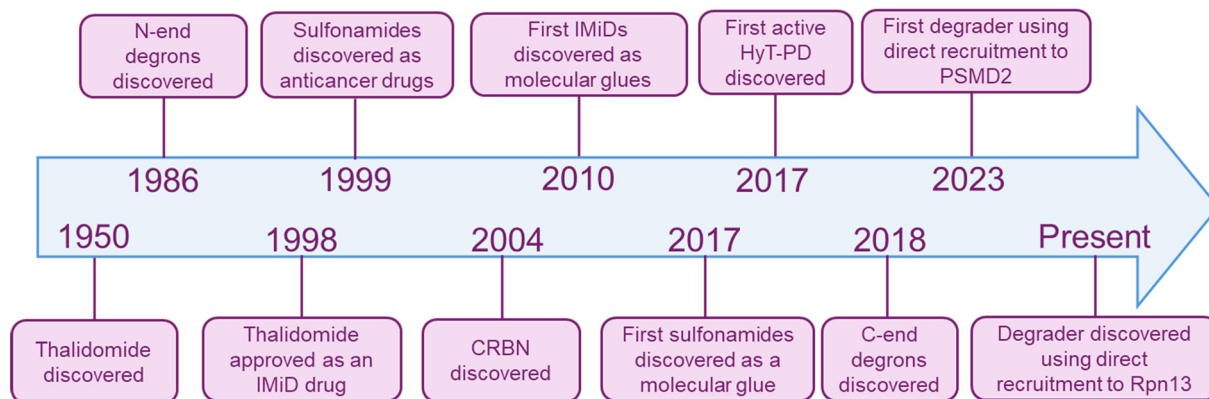 N-end
degrons
discovered
Sulfonamides
discovered as
anticancer drugs
First IMiDs
discovered as
molecular glues
First active
HyT-PD
discovered
First degrader using
direct recruitment to
PSMD2
1986
1999
2010
2017
2023
1950
1998
2004
2017
2018
Present
Thalidomide
discovered
Thalidomide
approved as an
IMiD drug
CRBN
discovered
First sulfonamides
discovered as a
molecular glue
C-end
degrons
discovered
Degrader discovered
using direct
recruitment to Rpn13